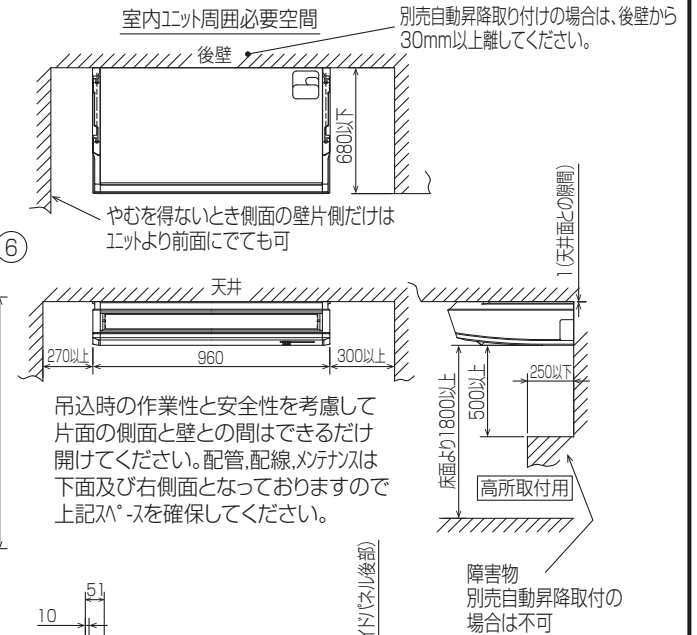 室内ユニット周囲必要空間
別売自動昇降取り付けの場合は、後壁から
30mm以上離してください。
後壁
680以下
やむを得ないとき側面の壁片側だけは
ユニットより前面にでても可
1(天井面との隙間)
6
天井
270以上
960
300以上
250以下
500以上
床面より1800以上
吊込時の作業性と安全性を考慮して
片面の側面と壁との間はできるだけ
開けてください。配管,配線,メンテナンスは
下面及び右側面となっておりますので
上記スペースを確保してください。
高所取付用
障害物
別売自動昇降取付の
場合は不可
51
10
イドパネル後部)